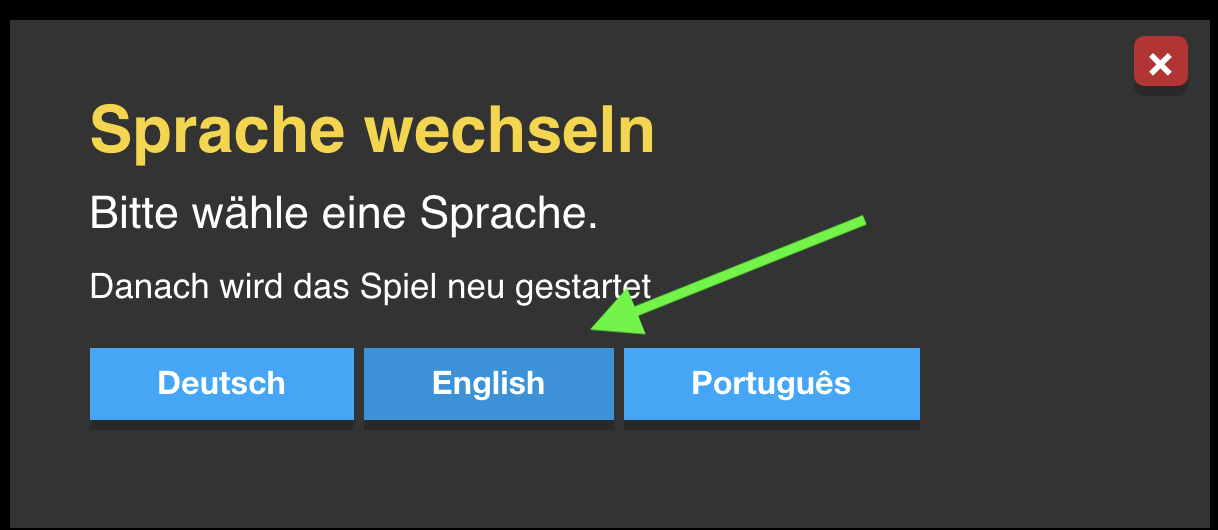 Sprache wechseln
Bitte wähle eine Sprache.
Danach wird das Spiel neu gestartet
Deutsch English Português